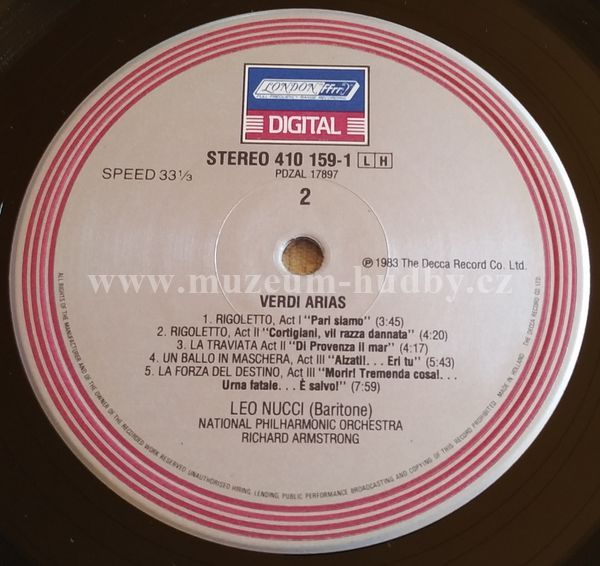 LONDON ffrr
FULL FREQUENCY RANGE RECORDING
DIGITAL
STEREO 410 159-1 L H
PDZAL 17897
SPEED 33 1/3
2
℗ 1983 The Decca Record Co. Ltd.
www.muzeum-hudby.cz
VERDI ARIAS
1. RIGOLETTO, Act I "Pari siamo" (3:45)
2. RIGOLETTO, Act II "Cortigiani, vil razza dannata" (4:20)
3. LA TRAVIATA Act II "Di Provenza il mar" (4:17)
4. UN BALLO IN MASCHERA, Act III "Alzati!... Eri tu" (5:43)
5. LA FORZA DEL DESTINO, Act III "Morir! Tremenda cosa!...
Urna fatale... È salvo!" (7:59)
LEO NUCCI (Baritone)
NATIONAL PHILHARMONIC ORCHESTRA
RICHARD ARMSTRONG
ALL RIGHTS OF THE MANUFACTURER AND OF THE OWNER OF THE RECORDED WORK RESERVED. UNAUTHORISED HIRING, LENDING, PUBLIC PERFORMANCE BROADCASTING AND COPYING OF THIS RECORD PROHIBITED. MADE IN HOLLAND THE DECCA RECORD CO. LTD.